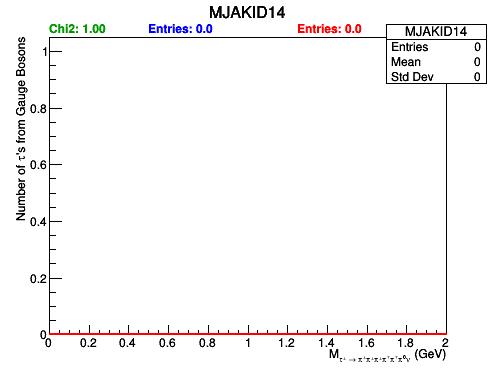 MJAKID14
Chi2: 1.00 Entries: 0.0 Entries: 0.0
MJAKID14
Entries 0
Mean 0
Std Dev 0
Number of τ's from Gauge Bosons
1
0.8
0.6
0.4
0.2
0
0 0.2 0.4 0.6 0.8 1 1.2 1.4 1.6 1.8 2
(GeV)